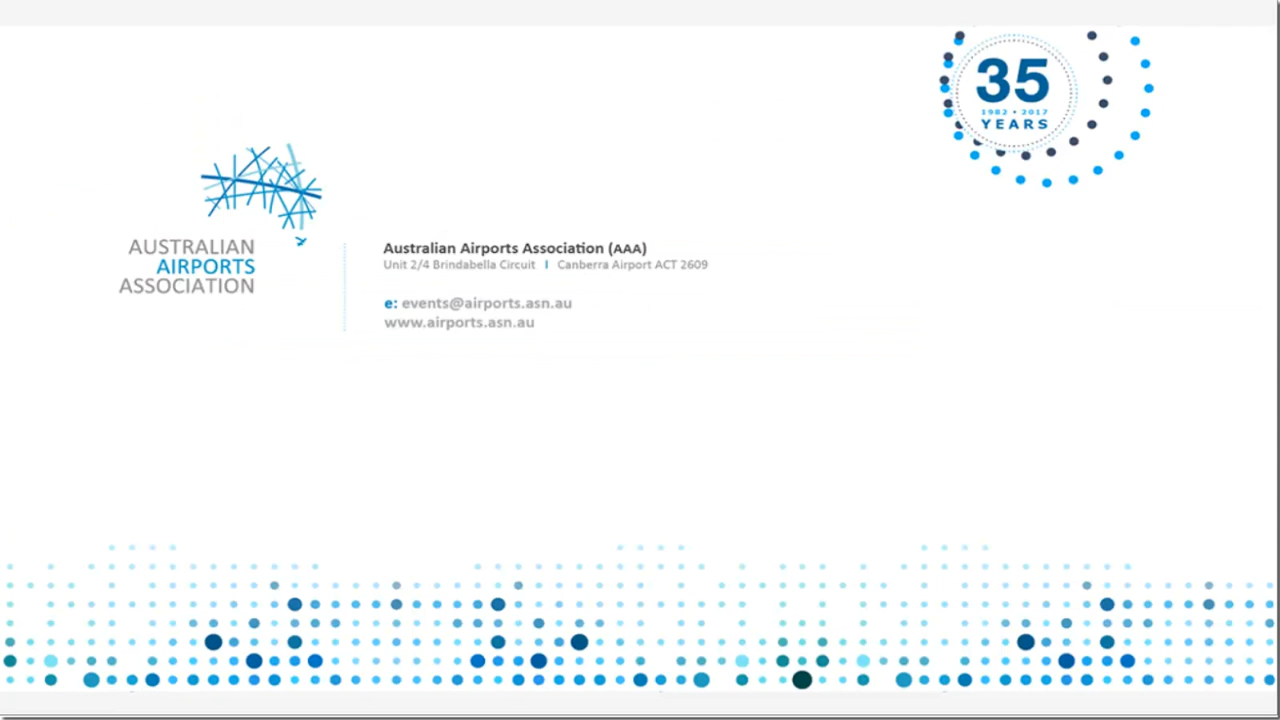 35
1982 • 2017
YEARS
AUSTRALIAN
AIRPORTS
ASSOCIATION
Australian Airports Association (AAA)
Unit 2/4 Brindabella Circuit I Canberra Airport ACT 2609
e: events@airports.asn.au
www.airports.asn.au